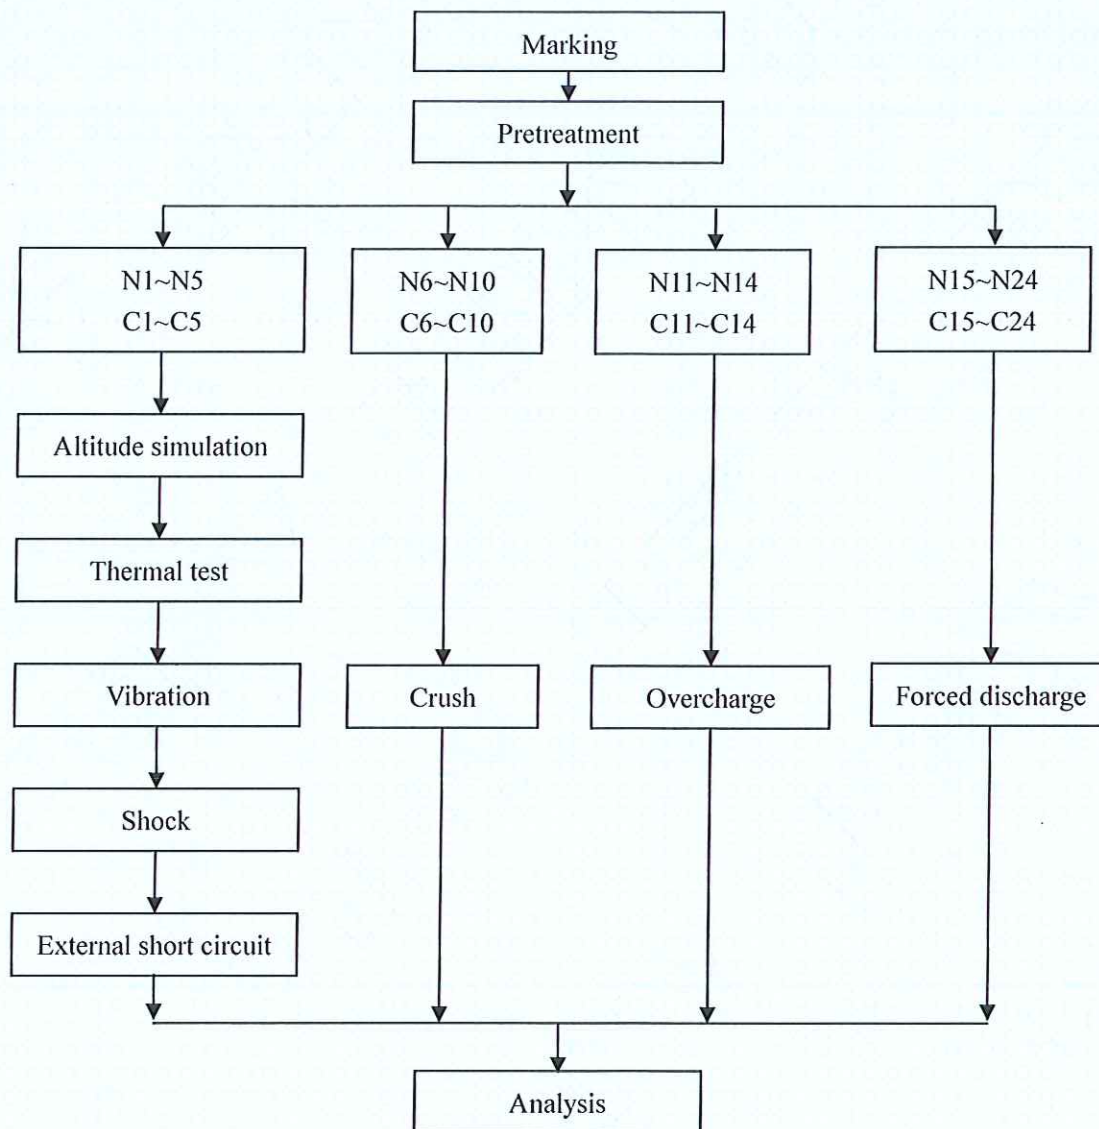 Marking
Pretreatment
N1~N5
C1~C5
N6~N10
C6~C10
N11~N14
C11~C14
N15~N24
C15~C24
Altitude simulation
Thermal test
Vibration
Crush
Overcharge
Forced discharge
Shock
External short circuit
Analysis